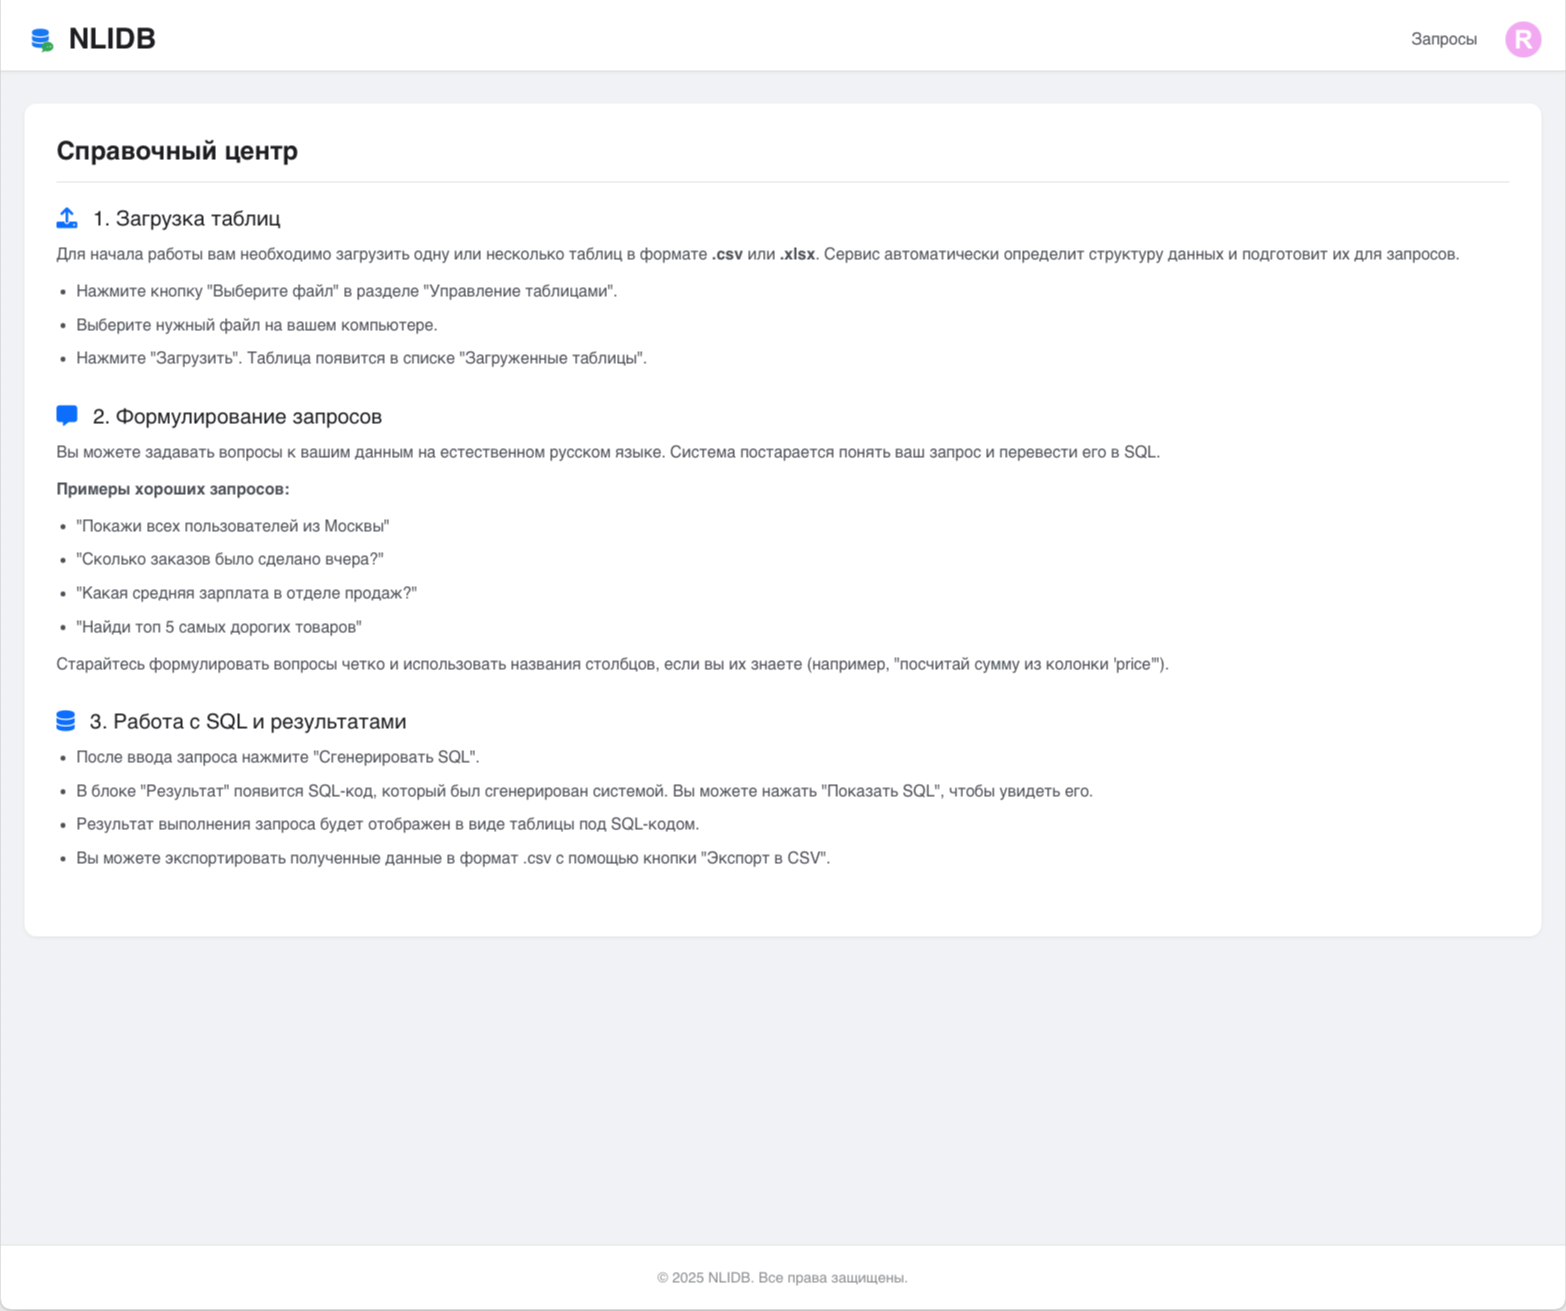 NLIDB
Запросы
R
Справочный центр
1. Загрузка таблиц
Для начала работы вам необходимо загрузить одну или несколько таблиц в формате .csv или .xlsx. Сервис автоматически определит структуру данных и подготовит их для запросов.
• Нажмите кнопку "Выберите файл" в разделе "Управление таблицами".
• Выберите нужный файл на вашем компьютере.
• Нажмите "Загрузить". Таблица появится в списке "Загруженные таблицы".
2. Формулирование запросов
Вы можете задавать вопросы к вашим данным на естественном русском языке. Система постарается понять ваш запрос и перевести его в SQL.
Примеры хороших запросов:
• "Покажи всех пользователей из Москвы"
• "Сколько заказов было сделано вчера?"
• "Какая средняя зарплата в отделе продаж?"
• "Найди топ 5 самых дорогих товаров"
Старайтесь формулировать вопросы четко и использовать названия столбцов, если вы их знаете (например, "посчитай сумму из колонки 'price'").
3. Работа с SQL и результатами
• После ввода запроса нажмите "Сгенерировать SQL".
• В блоке "Результат" появится SQL-код, который был сгенерирован системой. Вы можете нажать "Показать SQL", чтобы увидеть его.
• Результат выполнения запроса будет отображен в виде таблицы под SQL-кодом.
• Вы можете экспортировать полученные данные в формат .csv с помощью кнопки "Экспорт в CSV".
© 2025 NLIDB. Все права защищены.